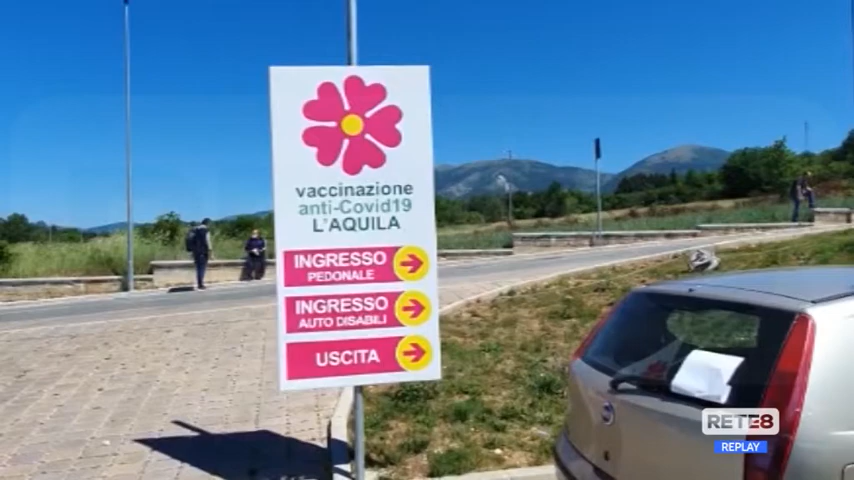 vaccinazione
anti-Covid19
L'AQUILA
INGRESSO
PEDONALE
INGRESSO
AUTO DISABILI
USCITA
RETE8
REPLAY